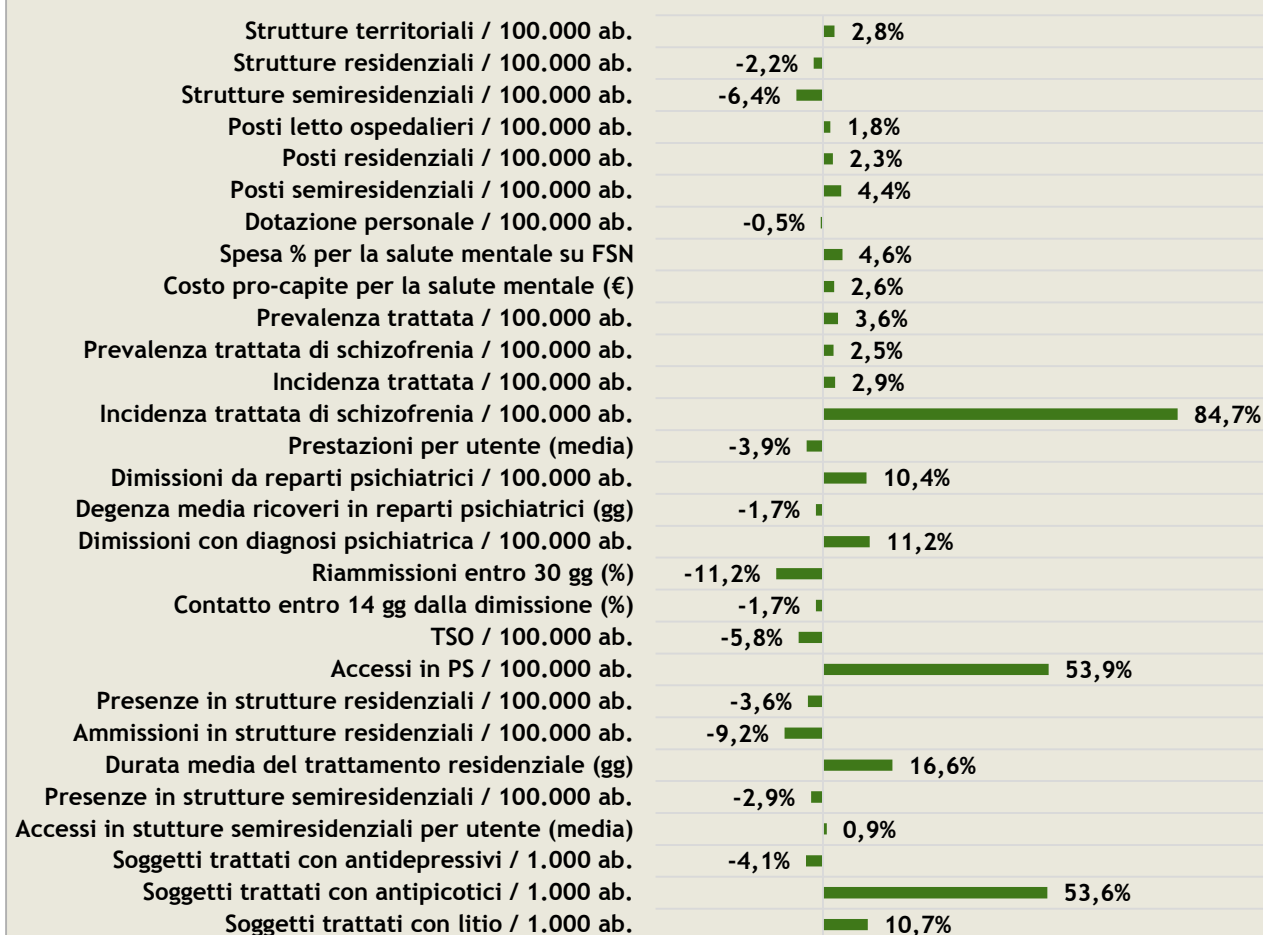 Strutture territoriali / 100.000 ab. 2,8%
Strutture residenziali / 100.000 ab. -2,2%
Strutture semiresidenziali / 100.000 ab. -6,4%
Posti letto ospedalieri / 100.000 ab. 1,8%
Posti residenziali / 100.000 ab. 2,3%
Posti semiresidenziali / 100.000 ab. 4,4%
Dotazione personale / 100.000 ab. -0,5%
Spesa % per la salute mentale su FSN 4,6%
Costo pro-capite per la salute mentale (€) 2,6%
Prevalenza trattata / 100.000 ab. 3,6%
Prevalenza trattata di schizofrenia / 100.000 ab. 2,5%
Incidenza trattata / 100.000 ab. 2,9%
Incidenza trattata di schizofrenia / 100.000 ab. 84,7%
Prestazioni per utente (media) -3,9%
Dimissioni da reparti psichiatrici / 100.000 ab. 10,4%
Degenza media ricoveri in reparti psichiatrici (gg) -1,7%
Dimissioni con diagnosi psichiatrica / 100.000 ab. 11,2%
Riammissioni entro 30 gg (%) -11,2%
Contatto entro 14 gg dalla dimissione (%) -1,7%
TSO / 100.000 ab. -5,8%
Accessi in PS / 100.000 ab. 53,9%
Presenze in strutture residenziali / 100.000 ab. -3,6%
Ammissioni in strutture residenziali / 100.000 ab. -9,2%
Durata media del trattamento residenziale (gg) 16,6%
Presenze in strutture semiresidenziali / 100.000 ab. -2,9%
Accessi in stutture semiresidenziali per utente (media) 0,9%
Soggetti trattati con antidepressivi / 1.000 ab. -4,1%
Soggetti trattati con antipicotici / 1.000 ab. 53,6%
Soggetti trattati con litio / 1.000 ab. 10,7%